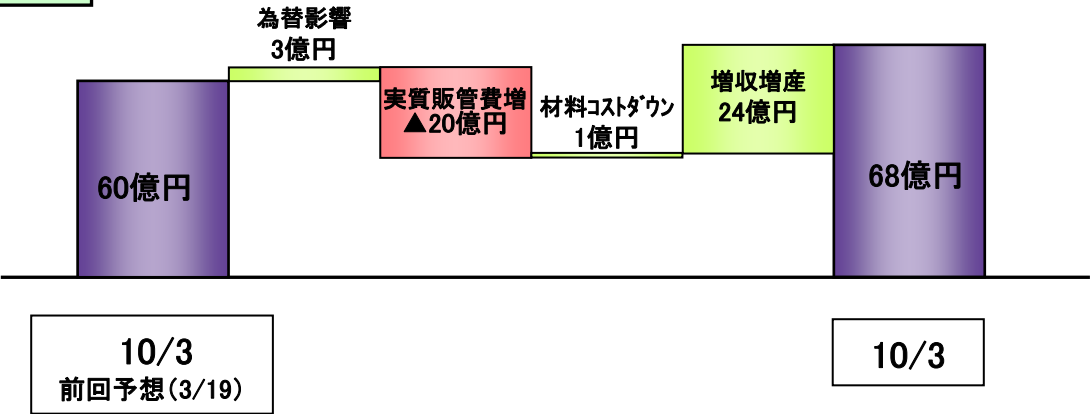 為替影響
3億円
実質販管費増
▲20億円
材料ｺｽﾄﾀﾞｳﾝ
1億円
増収増産
24億円
60億円
68億円
10/3
前回予想(3/19)
10/3